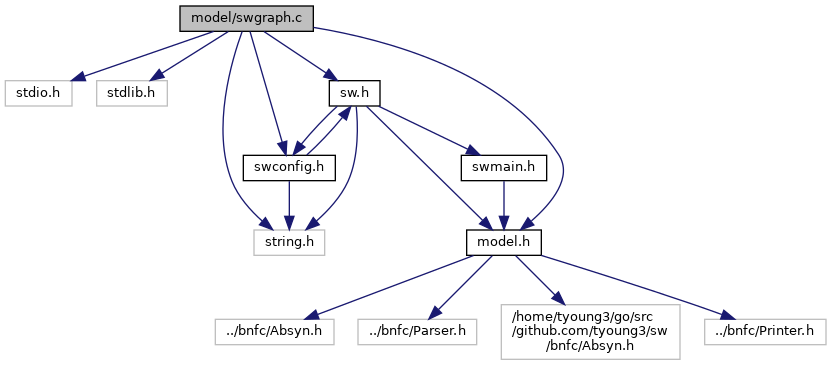 model/swgraph.c
stdio.h
stdlib.h
sw.h
swconfig.h
swmain.h
string.h
model.h
../bnfc/Absyn.h
../bnfc/Parser.h
/home/tyoung3/go/src
/github.com/tyoung3/sw
/bnfc/Absyn.h
../bnfc/Printer.h